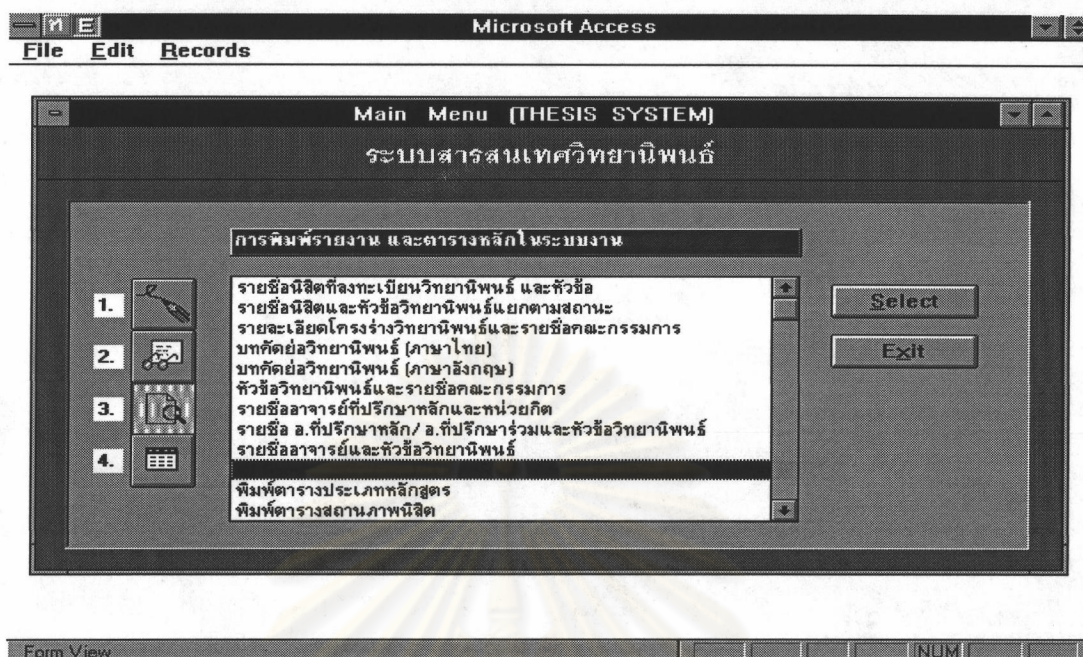 ก E Microsoft Access
File Edit Records
Main Menu (THESIS SYSTEM)
ระบบสารสนเทศวิทยานิพนธ์
การพิมพ์รายงาน และตารางหลักในระบบงาน
รายชื่อนิสิตที่ลงทะเบียนวิทยานิพนธ์ และหัวข้อ
รายชื่อนิสิตและหัวข้อวิทยานิพนธ์แยกตามสถานะ
รายละเอียดโครงร่างวิทยานิพนธ์และรายชื่อคณะกรรมการ
บทคัดย่อวิทยานิพนธ์ (ภาษาไทย)
บทคัดย่อวิทยานิพนธ์ (ภาษาอังกฤษ)
หัวข้อวิทยานิพนธ์และรายชื่อคณะกรรมการ
รายชื่ออาจารย์ที่ปรึกษาหลักและหน่วยกิต
รายชื่อ อ.ที่ปรึกษาหลัก/ อ.ที่ปรึกษาร่วมและหัวข้อวิทยานิพนธ์
รายชื่ออาจารย์และหัวข้อวิทยานิพนธ์
พิมพ์ตารางประเภทหลักสูตร
พิมพ์ตารางสถานภาพนิสิต
1.
2.
3.
4.
Select
Exit
Form View NUM